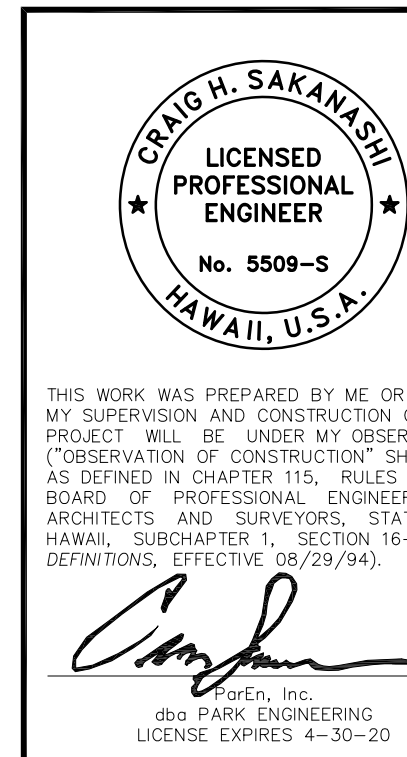 CRAIG H. SAKANASHI
LICENSED
PROFESSIONAL
ENGINEER
No. 5509-S
HAWAII, U.S.A.
THIS WORK WAS PREPARED BY ME OR
MY SUPERVISION AND CONSTRUCTION
PROJECT WILL BE UNDER MY
("OBSERVATION OF CONSTRUCTION"
AS DEFINED IN CHAPTER 115, RULES
BOARD OF PROFESSIONAL
ARCHITECTS AND SURVEYORS,
HAWAII, SUBCHAPTER 1, SECTION 16-
DEFINITIONS, EFFECTIVE 08/29/94).
ParEn, Inc.
dba PARK ENGINEERING
LICENSE EXPIRES 4-30-20